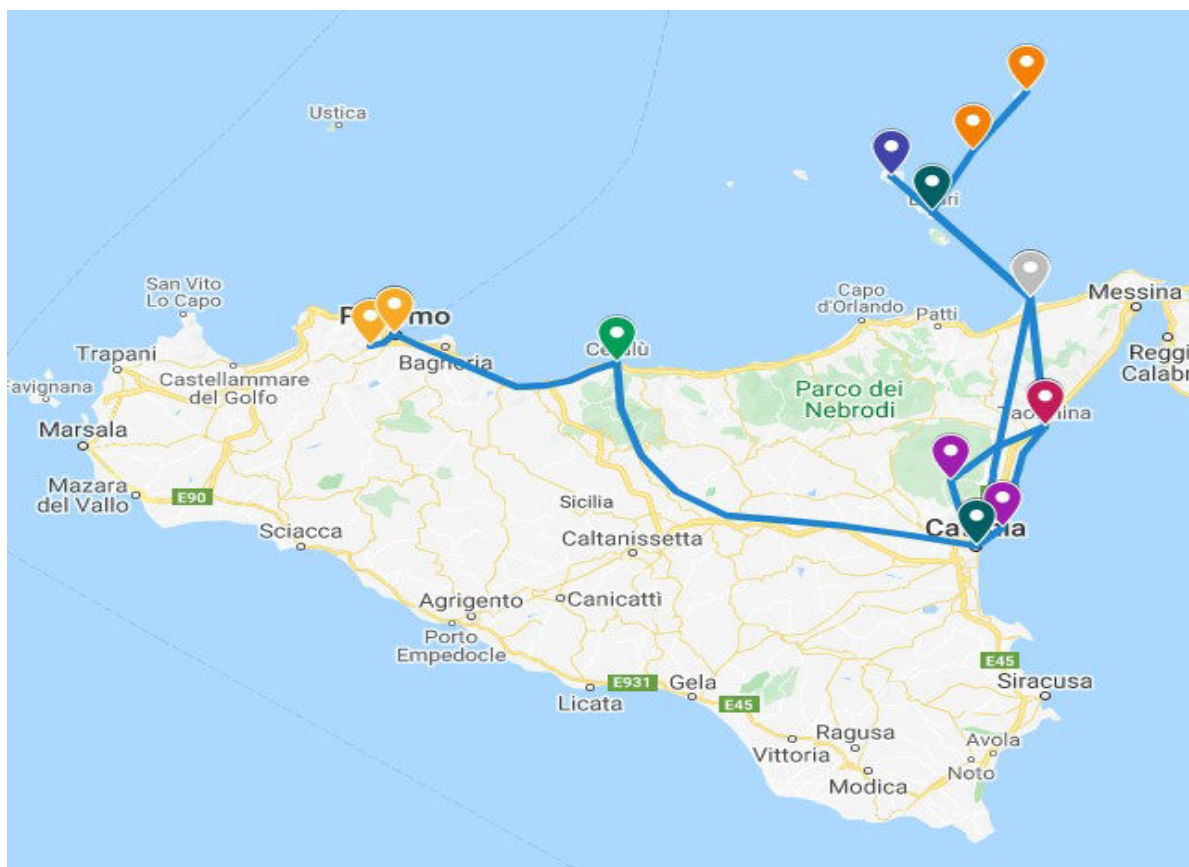 Ustica
San Vito
Lo Capo
Capo
d'Orlando
Patti
Messina
Reggio
Calabr
Trapani
Bagheria
Favignana
Castellammare
del Golfo
Parco dei
Nebrodi
Marsala
Mazara
del Vallo
E90
Sicilia
Sciacca
Caltanissetta
Agrigento
Canicattì
Porto
Empedocle
E45
E931
Gela
Siracusa
Licata
E45
Ragusa
Avola
Vittoria
Noto
Modica